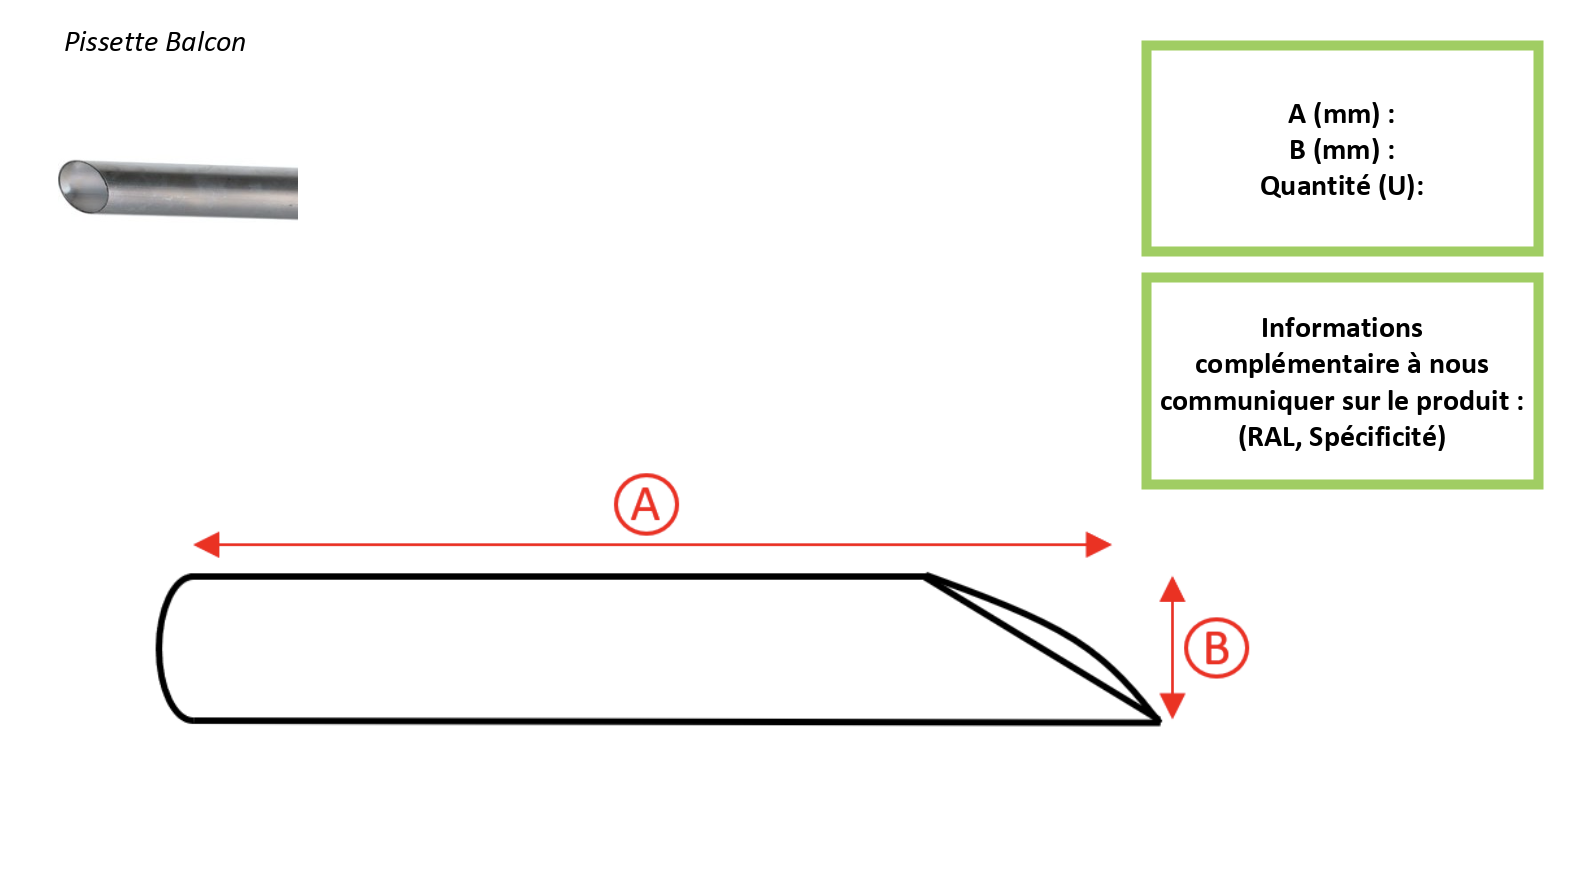 Pissette Balcon
A (mm) :
B (mm) :
Quantité (U):
Informations
complémentaire à nous
communiquer sur le produit :
(RAL, Spécificité)
A
B